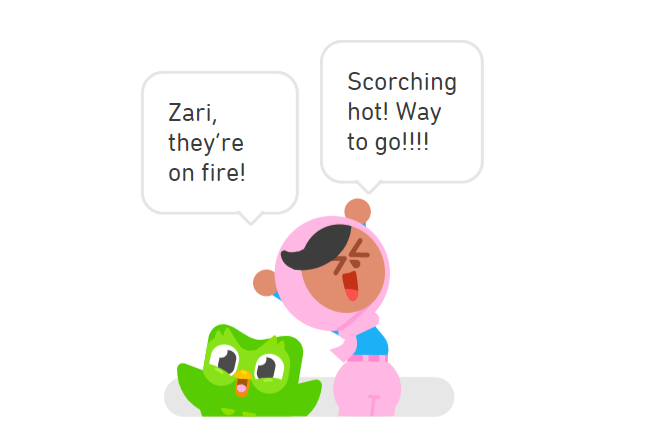 Zari,
they’re
on fire!
Scorching
hot! Way
to go!!!!